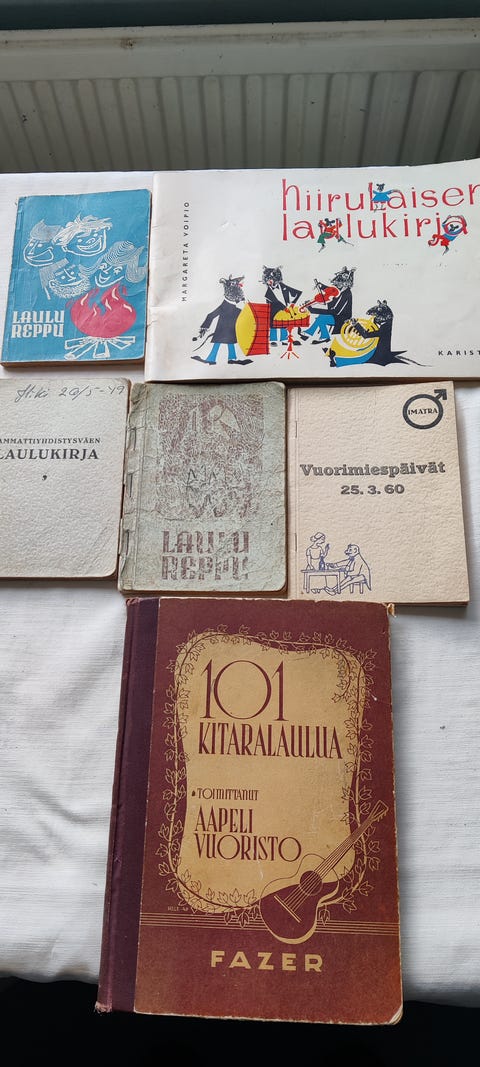 LAULU
REPPU
MARGARETA VOIPIO
hiirulaisen
laulukirja
KARIST
Hki 29/5-49
AMMATTIYHDISTYSVÄEN
LAULUKIRJA
LAULU
REPPU
IMATRA
Vuorimiespäivät
25. 3. 60
101
KITARALAULUA
TOIMITTANUT
AAPELI
VUORISTO
FAZER